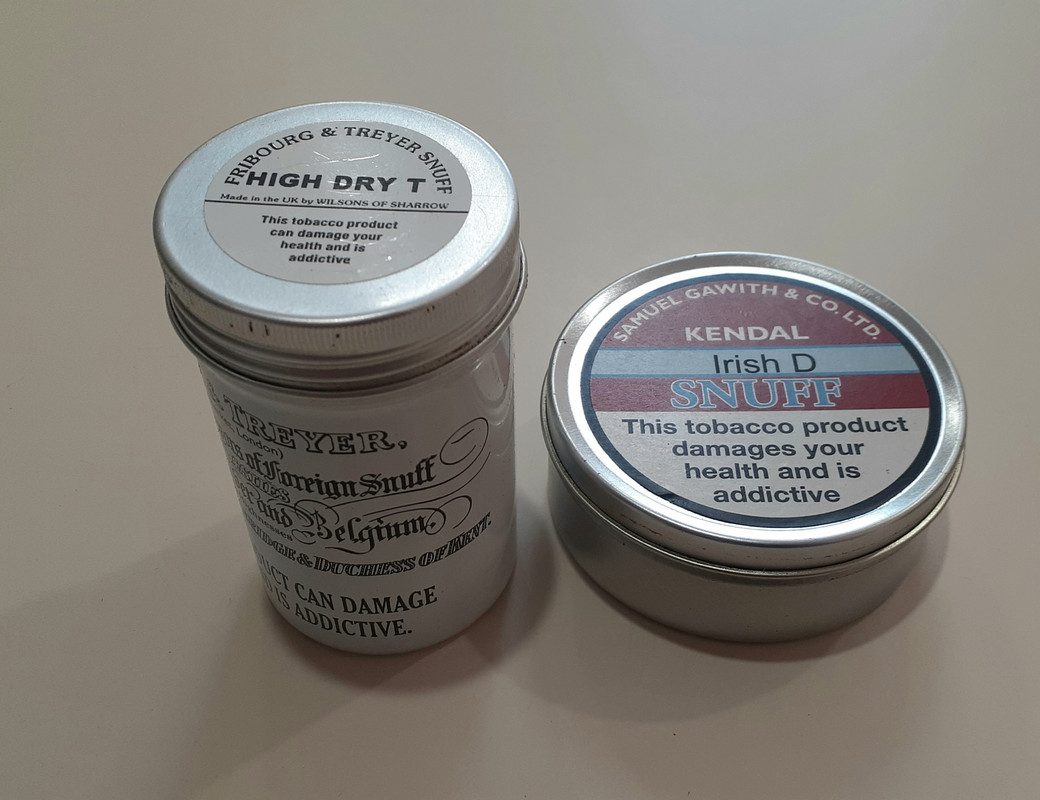 FRIBOURG & TREYER SNUFF
HIGH DRY T
Made in the UK by WILSONS OF SHARROW
This tobacco product
can damage your
health and is
addictive
TREYER,
London)
of Foreign Snuff
and Belgium,
& DUCHESS OF KENT.
CAN DAMAGE
IS ADDICTIVE.
SAMUEL GAWITH & CO. LTD.
KENDAL
Irish D
SNUFF
This tobacco product
damages your
health and is
addictive